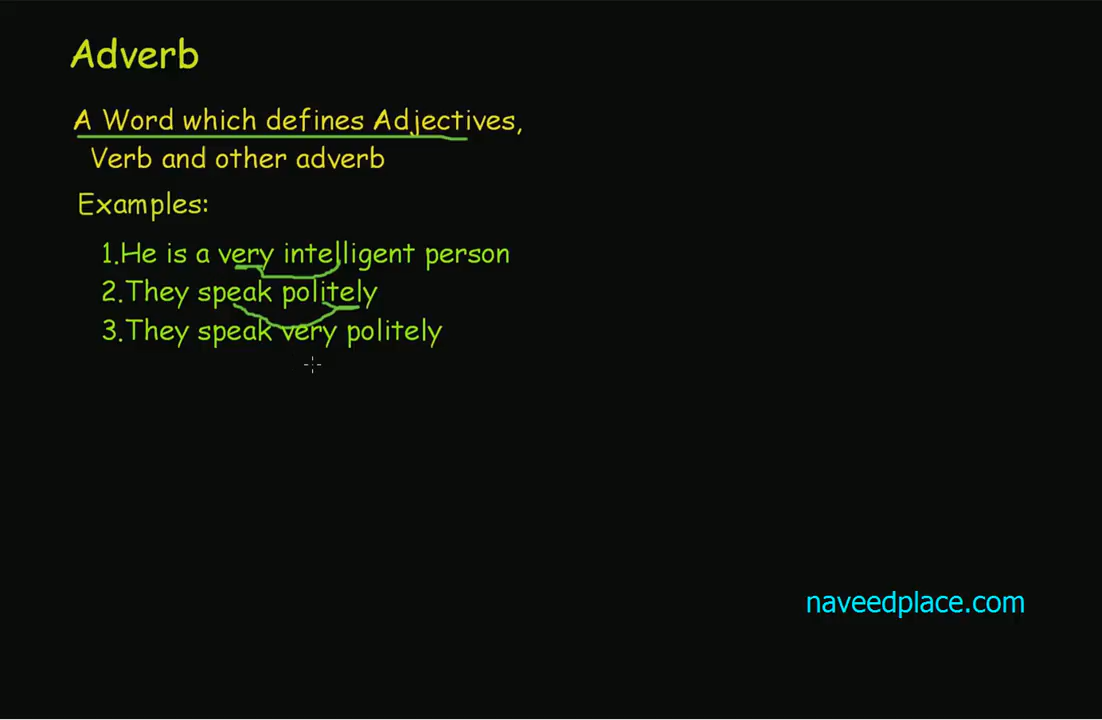 Adverb
A Word which defines Adjectives,
Verb and other adverb
Examples:
1.He is a very intelligent person
2.They speak politely
3.They speak very politely
naveedplace.com